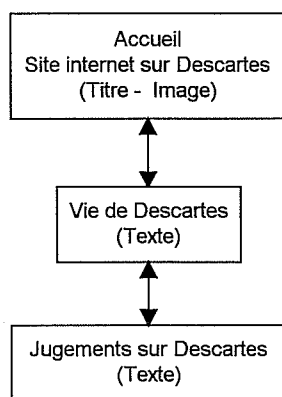 Accueil
Site internet sur Descartes
(Titre - Image)
Vie de Descartes
(Texte)
Jugements sur Descartes
(Texte)